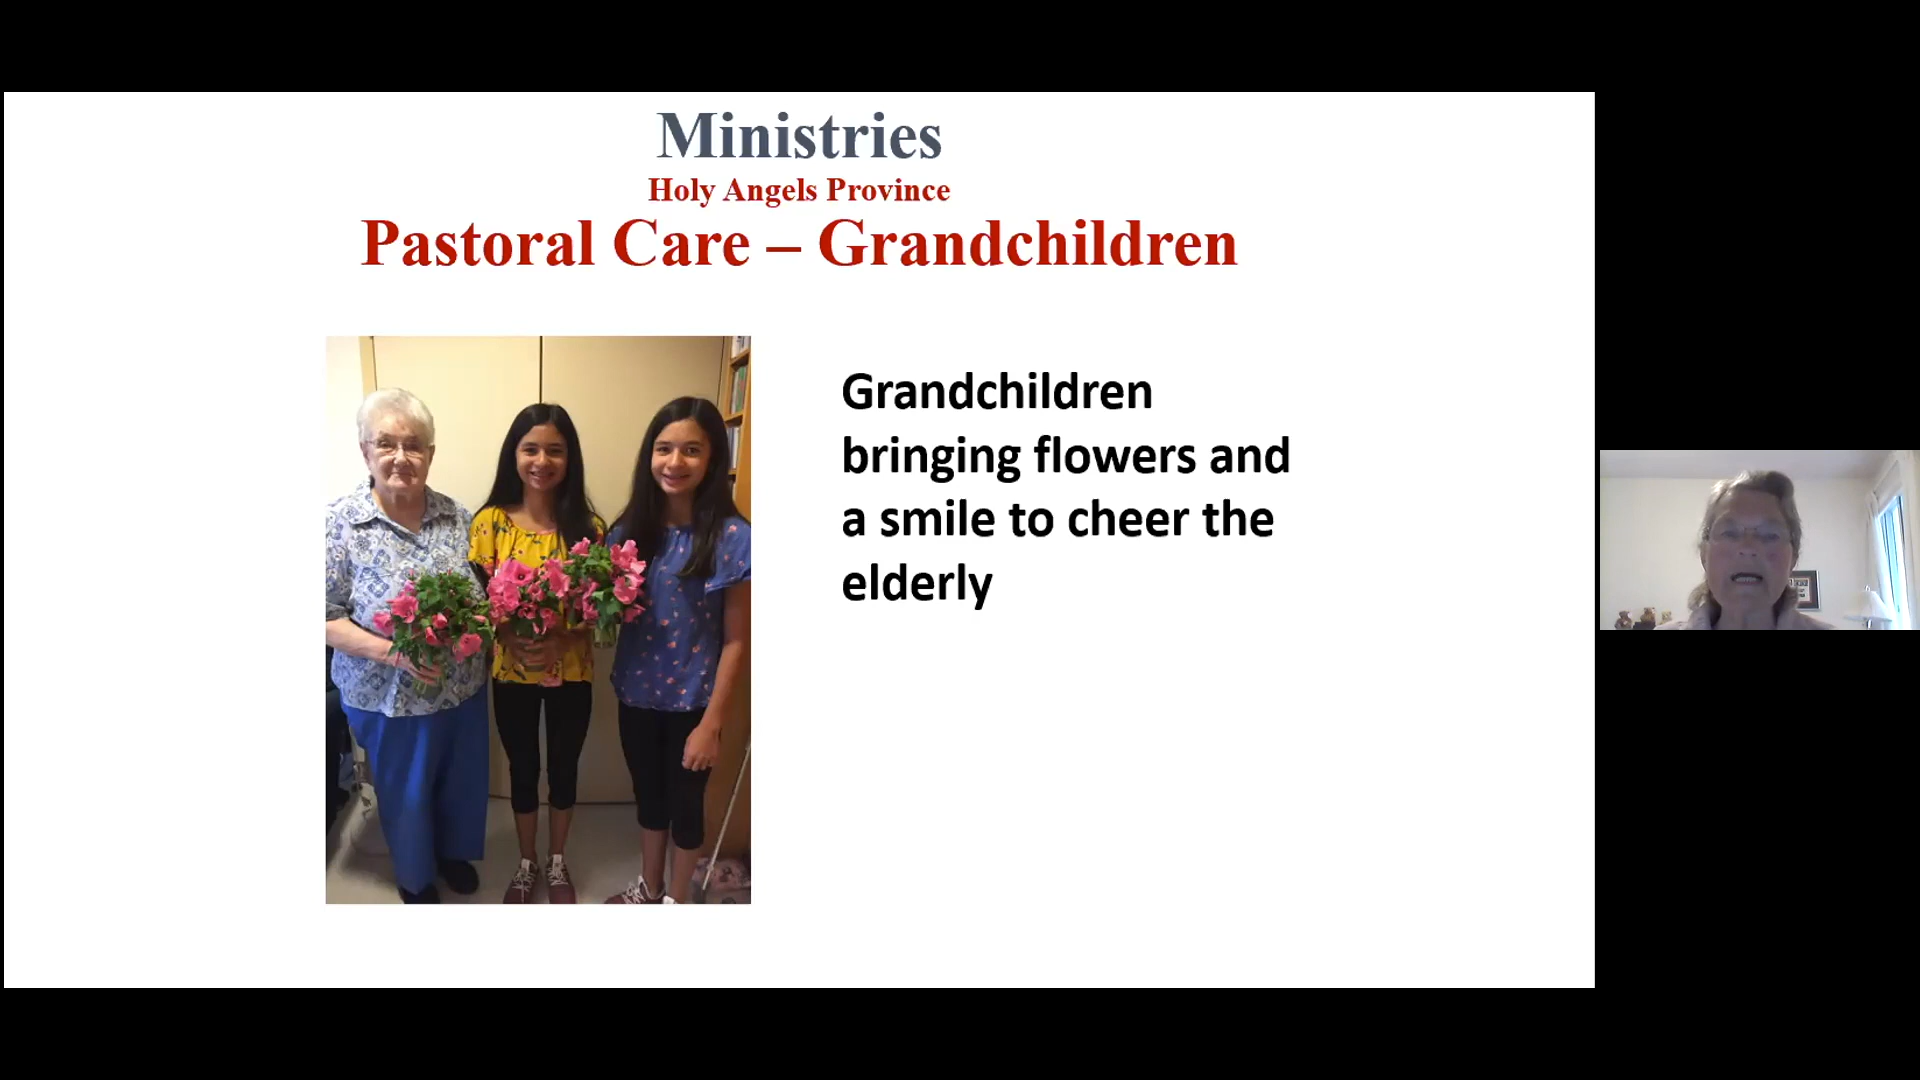 Ministries
Holy Angels Province
Pastoral Care – Grandchildren
Grandchildren
bringing flowers and
a smile to cheer the
elderly